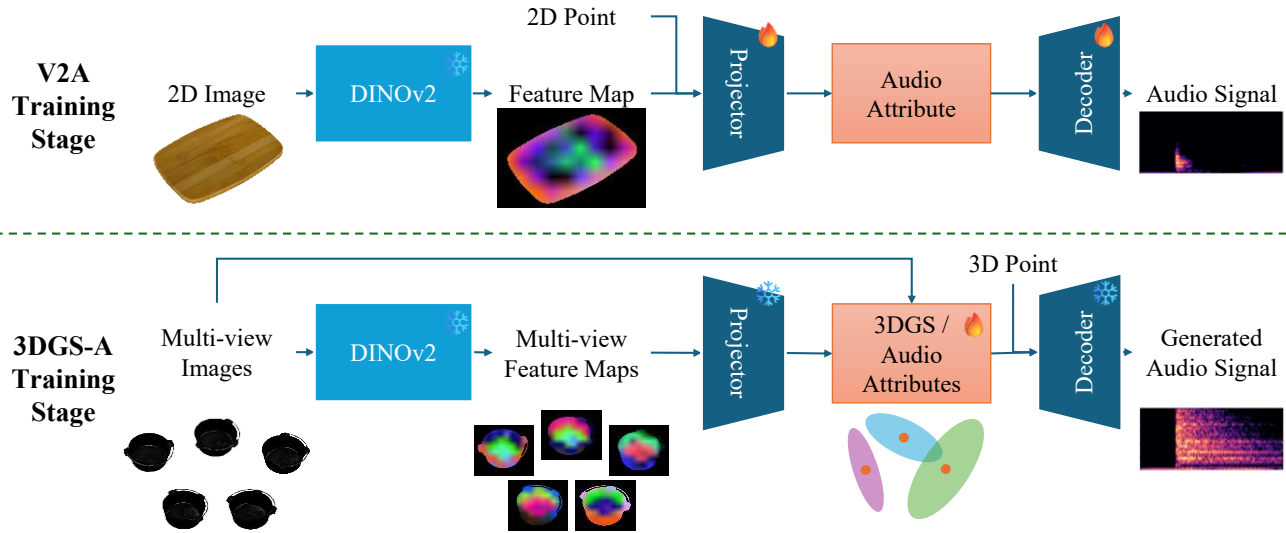 V2A
Training
Stage
2D Image
DINOv2
Feature Map
2D Point
Projector
Audio
Attribute
Decoder
Audio Signal
3DGS-A
Training
Stage
Multi-view
Images
DINOv2
Multi-view
Feature Maps
Projector
3DGS /
Audio
Attributes
3D Point
Decoder
Generated
Audio Signal